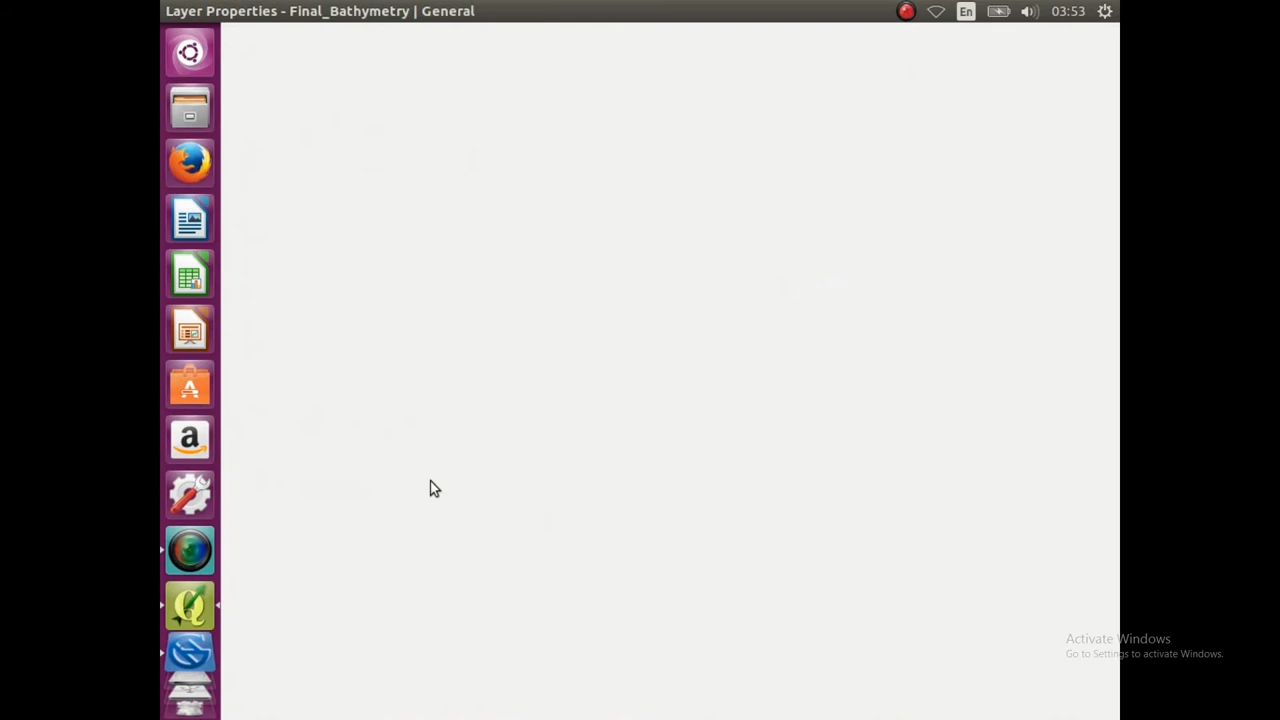 Layer Properties - Final_Bathymetry | General
En
03:53
a
Activate Windows
Go to Settings to activate Windows.